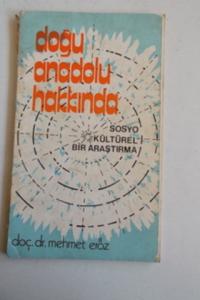 doğu
anadolu
hakkında
SOSYO
KÜLTÜREL
BİR ARAŞTIRMA
doç. dr. mehmet eröz